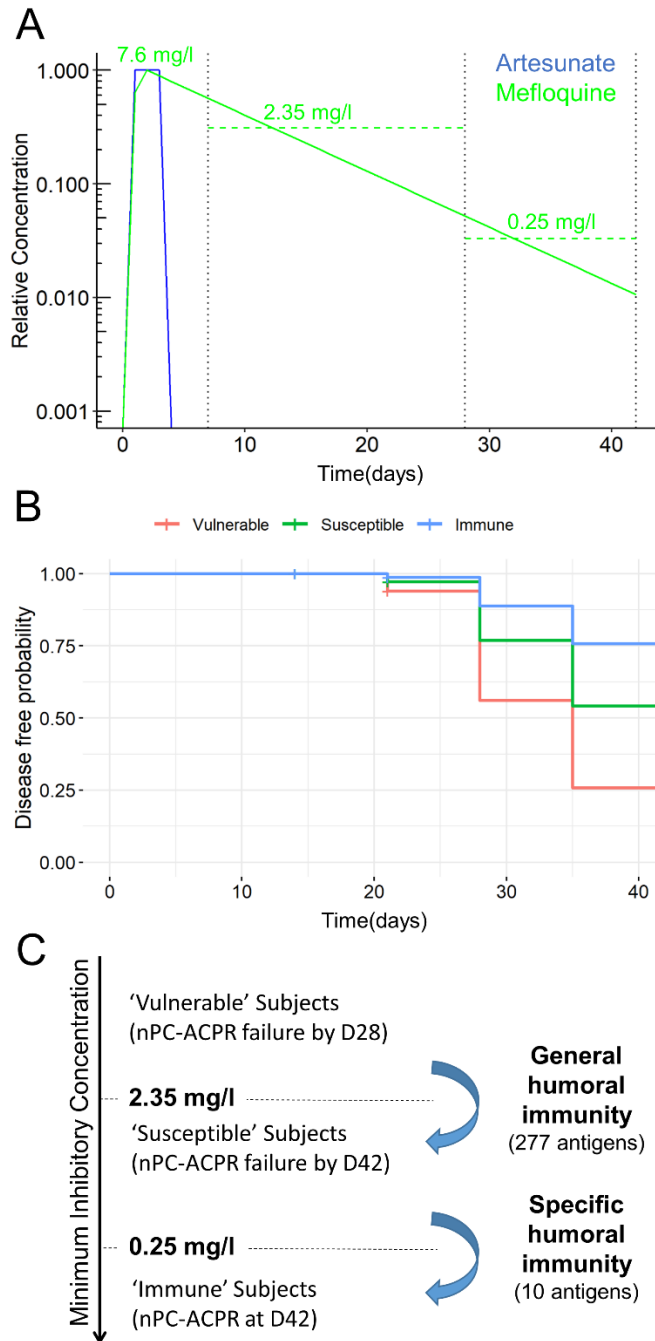 A
7.6 mg/l
Artesunate
Mefloquine
2.35 mg/l
0.25 mg/l
Relative Concentration
1.000
0.100
0.010
0.001
0
10
20
30
40
Time(days)
B
Vulnerable
Susceptible
Immune
Disease free probability
1.00
0.75
0.50
0.25
0.00
0
10
20
30
40
Time(days)
C
Minimum Inhibitory Concentration
‘Vulnerable’ Subjects
(nPC-ACPR failure by D28)
2.35 mg/l
‘Susceptible’ Subjects
(nPC-ACPR failure by D42)
General
humoral
immunity
(277 antigens)
0.25 mg/l
‘Immune’ Subjects
(nPC-ACPR at D42)
Specific
humoral
immunity
(10 antigens)